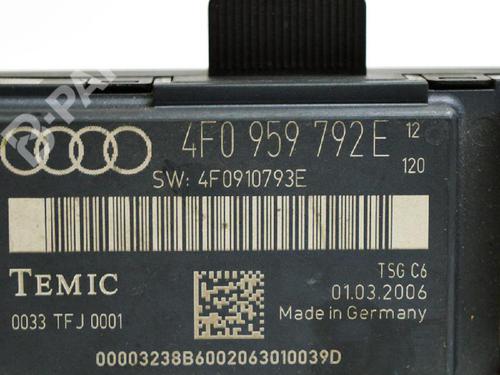 4F0 959 792 E 12
120
SW: 4F0910793E
TEMIC
TSG C6
01.03.2006
0033 TFJ 0001
Made in Germany
00003238B6002063010039D